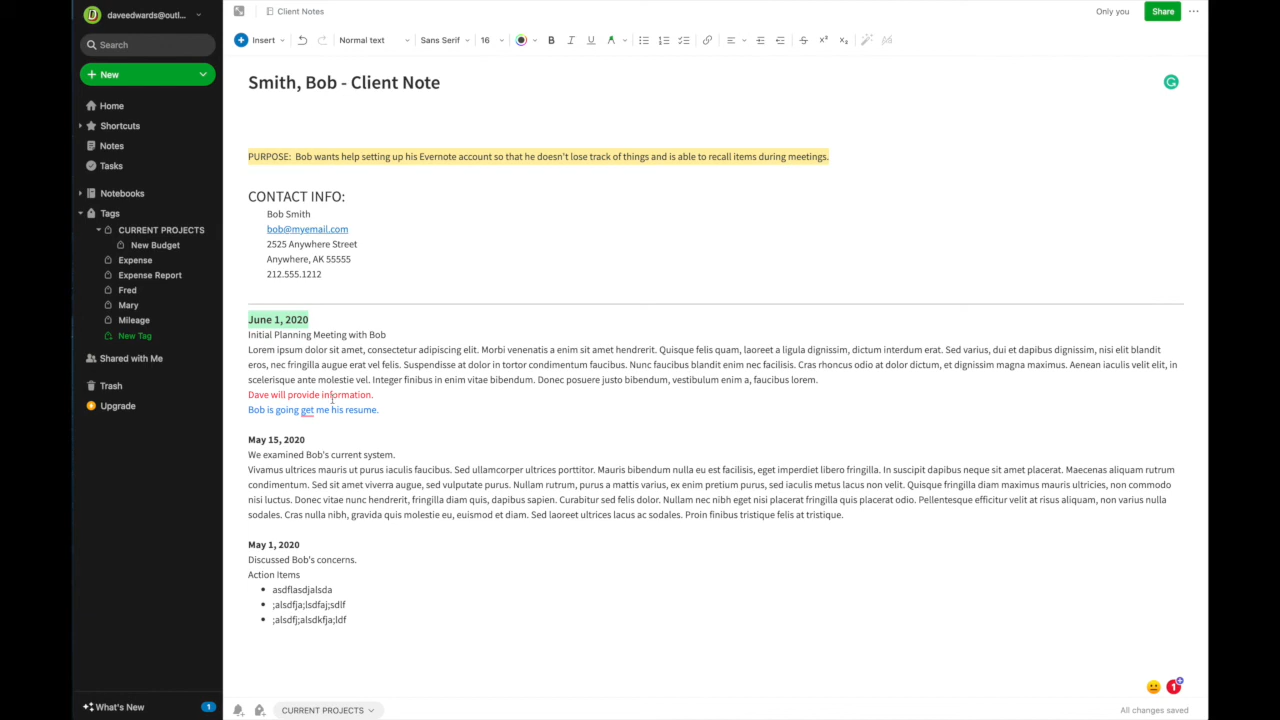 daveedwards@outl...
Search
New
Home
Shortcuts
Notes
Tasks
Notebooks
Tags
CURRENT PROJECTS
New Budget
Expense
Expense Report
Fred
Mary
Mileage
New Tag
Shared with Me
Trash
Upgrade
What's New
1
Client Notes
Only you
Share
Insert
Normal text
Sans Serif
16
B I U
Smith, Bob - Client Note
PURPOSE: Bob wants help setting up his Evernote account so that he doesn't lose track of things and is able to recall items during meetings.
CONTACT INFO:
Bob Smith
bob@myemail.com
2525 Anywhere Street
Anywhere, AK 55555
212.555.1212
June 1, 2020
Initial Planning Meeting with Bob
Lorem ipsum dolor sit amet, consectetur adipiscing elit. Morbi venenatis a enim sit amet hendrerit. Quisque felis quam, laoreet a ligula dignissim, dictum interdum erat. Sed varius, dui et dapibus dignissim, nisi elit blandit
eros, nec fringilla augue erat vel felis. Suspendisse at dolor in tortor condimentum faucibus. Nunc faucibus blandit enim nec facilisis. Cras rhoncus odio at dolor dictum, et dignissim magna maximus. Aenean iaculis velit elit, in
scelerisque ante molestie vel. Integer finibus in enim vitae bibendum. Donec posuere justo bibendum, vestibulum enim a, faucibus lorem.
Dave will provide information.
Bob is going get me his resume.
May 15, 2020
We examined Bob's current system.
Vivamus ultrices mauris ut purus iaculis faucibus. Sed ullamcorper ultrices porttitor. Mauris bibendum nulla eu est facilisis, eget imperdiet libero fringilla. In suscipit dapibus neque sit amet placerat. Maecenas aliquam rutrum
condimentum. Sed sit amet viverra augue, sed vulputate purus. Nullam rutrum, purus a mattis varius, ex enim pretium purus, sed iaculis metus lacus non velit. Quisque fringilla diam quis diam maximus mauris ultricies, non commodo
nisi luctus. Donec vitae nunc hendrerit, fringilla diam quis, dapibus sapien. Curabitur sed felis dolor. Nullam nec nibh eget nisi placerat fringilla quis placerat odio. Pellentesque efficitur velit at risus aliquam, non varius nulla
sodales. Cras nulla nibh, gravida quis molestie eu, euismod et diam. Sed laoreet ultrices lacus ac sodales. Proin finibus tristique felis at tristique.
May 1, 2020
Discussed Bob's concerns.
Action Items
asdflasdjalsda
;alsdfja;lsdfaj;sdlf
;alsdfj;alsdkfja;ldf
1
CURRENT PROJECTS
All changes saved